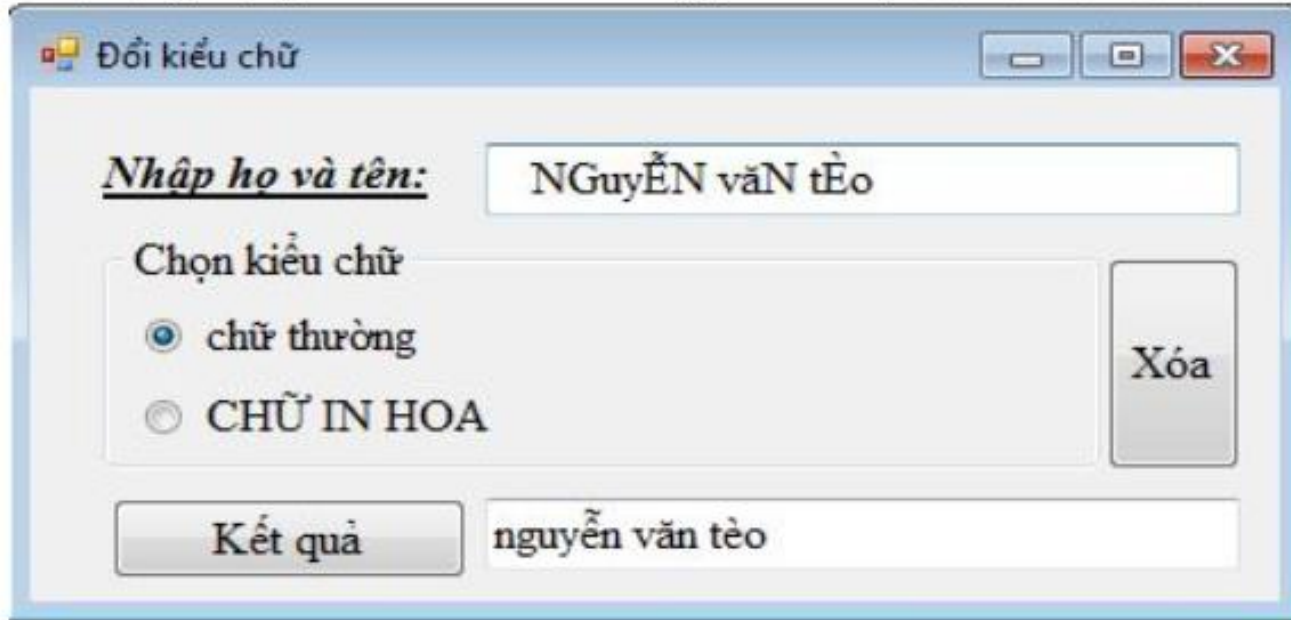 Đổi kiểu chữ
Nhập họ và tên: NGuyỄN văN tÈo
Chọn kiểu chữ
chữ thường
CHỮ IN HOA
Xóa
Kết quả nguyễn văn tèo